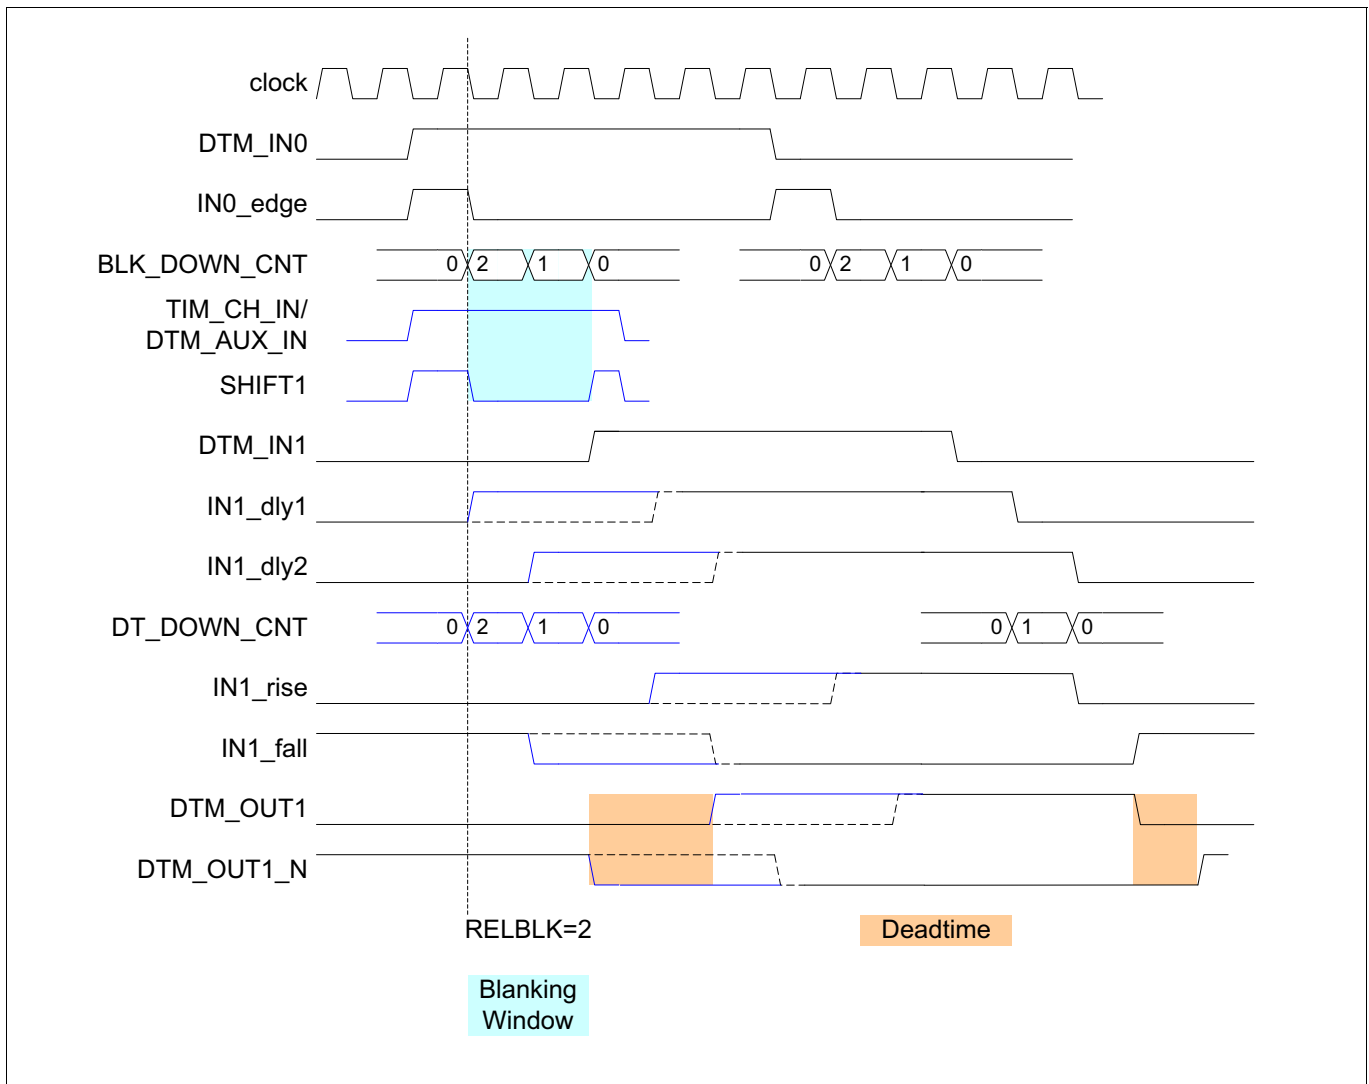 clock
DTM_IN0
IN0_edge
BLK_DOWN_CNT 0 2 1 0 0 2 1 0
TIM_CH_IN/
DTM_AUX_IN
SHIFT1
DTM_IN1
IN1_dly1
IN1_dly2
DT_DOWN_CNT 0 2 1 0 0 1 0
IN1_rise
IN1_fall
DTM_OUT1
DTM_OUT1_N
RELBLK=2 Deadtime
Blanking
Window